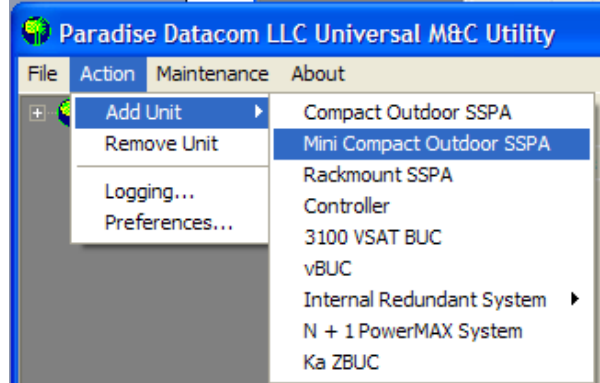 Paradise Datacom LLC Universal M&C Utility
File Action Maintenance About
Add Unit
Remove Unit
Logging...
Preferences...
Compact Outdoor SSPA
Mini Compact Outdoor SSPA
Rackmount SSPA
Controller
3100 VSAT BUC
vBUC
Internal Redundant System
N + 1 PowerMAX System
Ka ZBUC